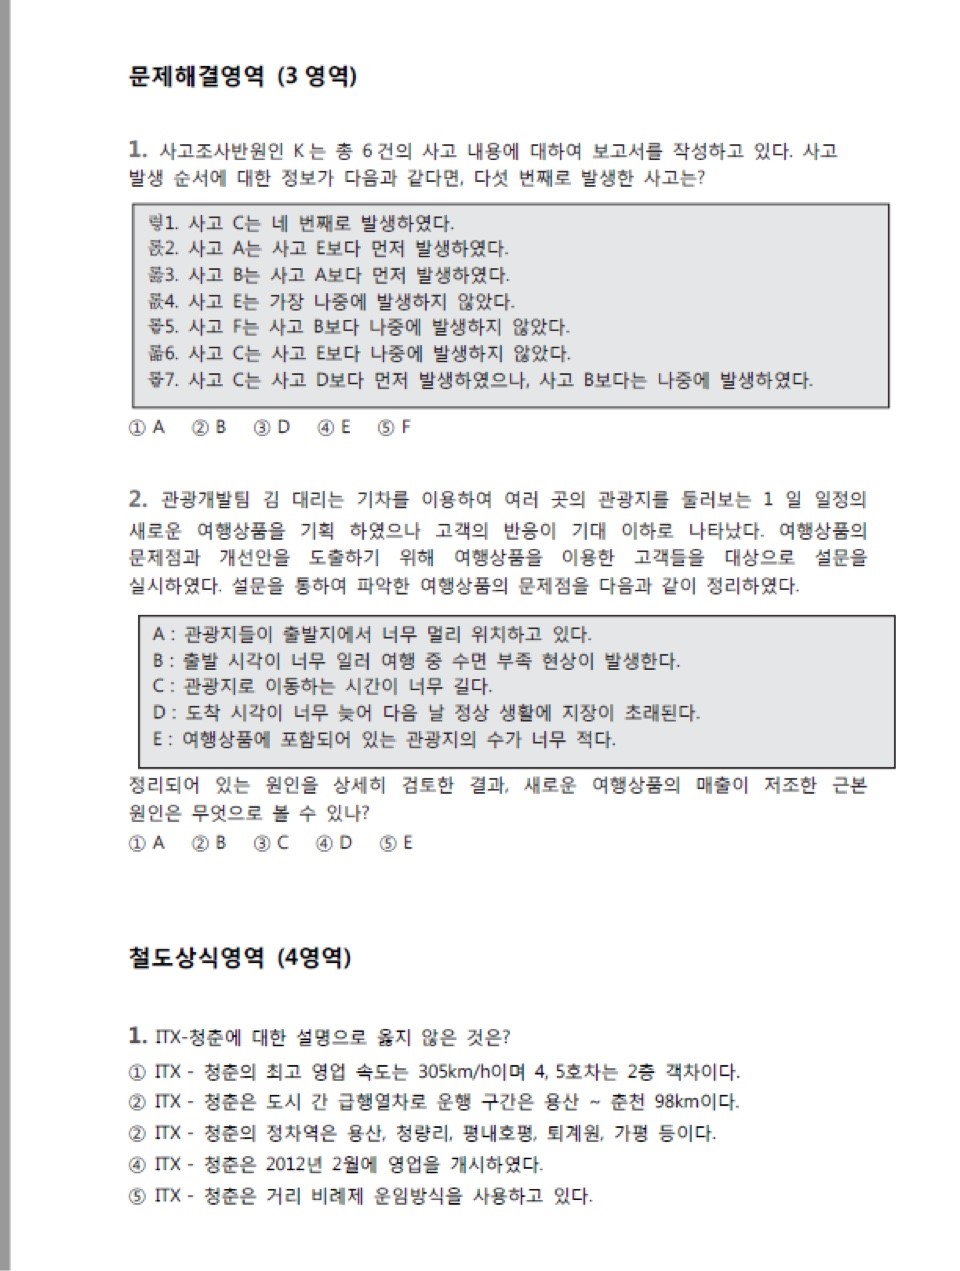 문제해결영역 (3 영역)
1. 사고조사반원인 K는 총 6건의 사고 내용에 대하여 보고서를 작성하고 있다. 사고
발생 순서에 대한 정보가 다음과 같다면, 다섯 번째로 발생한 사고는?
1. 사고 C는 네 번째로 발생하였다.
2. 사고 A는 사고 E보다 먼저 발생하였다.
3. 사고 B는 사고 A보다 먼저 발생하였다.
4. 사고 E는 가장 나중에 발생하지 않았다.
5. 사고 F는 사고 B보다 나중에 발생하지 않았다.
6. 사고 C는 사고 E보다 나중에 발생하지 않았다.
7. 사고 C는 사고 D보다 먼저 발생하였으나, 사고 B보다는 나중에 발생하였다.
① A ② B ③ D ④ E ⑤ F
2. 관광개발팀 김 대리는 기차를 이용하여 여러 곳의 관광지를 둘러보는 1 일 일정의
새로운 여행상품을 기획 하였으나 고객의 반응이 기대 이하로 나타났다. 여행상품의
문제점과 개선안을 도출하기 위해 여행상품을 이용한 고객들을 대상으로 설문을
실시하였다. 설문을 통하여 파악한 여행상품의 문제점을 다음과 같이 정리하였다.
A : 관광지들이 출발지에서 너무 멀리 위치하고 있다.
B : 출발 시각이 너무 일러 여행 중 수면 부족 현상이 발생한다.
C : 관광지로 이동하는 시간이 너무 길다.
D : 도착 시각이 너무 늦어 다음 날 정상 생활에 지장이 초래된다.
E : 여행상품에 포함되어 있는 관광지의 수가 너무 적다.
정리되어 있는 원인을 상세히 검토한 결과, 새로운 여행상품의 매출이 저조한 근본
원인은 무엇으로 볼 수 있나?
① A ② B ③ C ④ D ⑤ E
철도상식영역 (4영역)
1. ITX-청춘에 대한 설명으로 옳지 않은 것은?
① ITX - 청춘의 최고 영업 속도는 305km/h이며 4, 5호차는 2층 객차이다.
② ITX - 청춘은 도시 간 급행열차로 운행 구간은 용산 ~ 춘천 98km이다.
② ITX - 청춘의 정차역은 용산, 청량리, 평내호평, 퇴계원, 가평 등이다.
④ ITX - 청춘은 2012년 2월에 영업을 개시하였다.
⑤ ITX - 청춘은 거리 비례제 운임방식을 사용하고 있다.